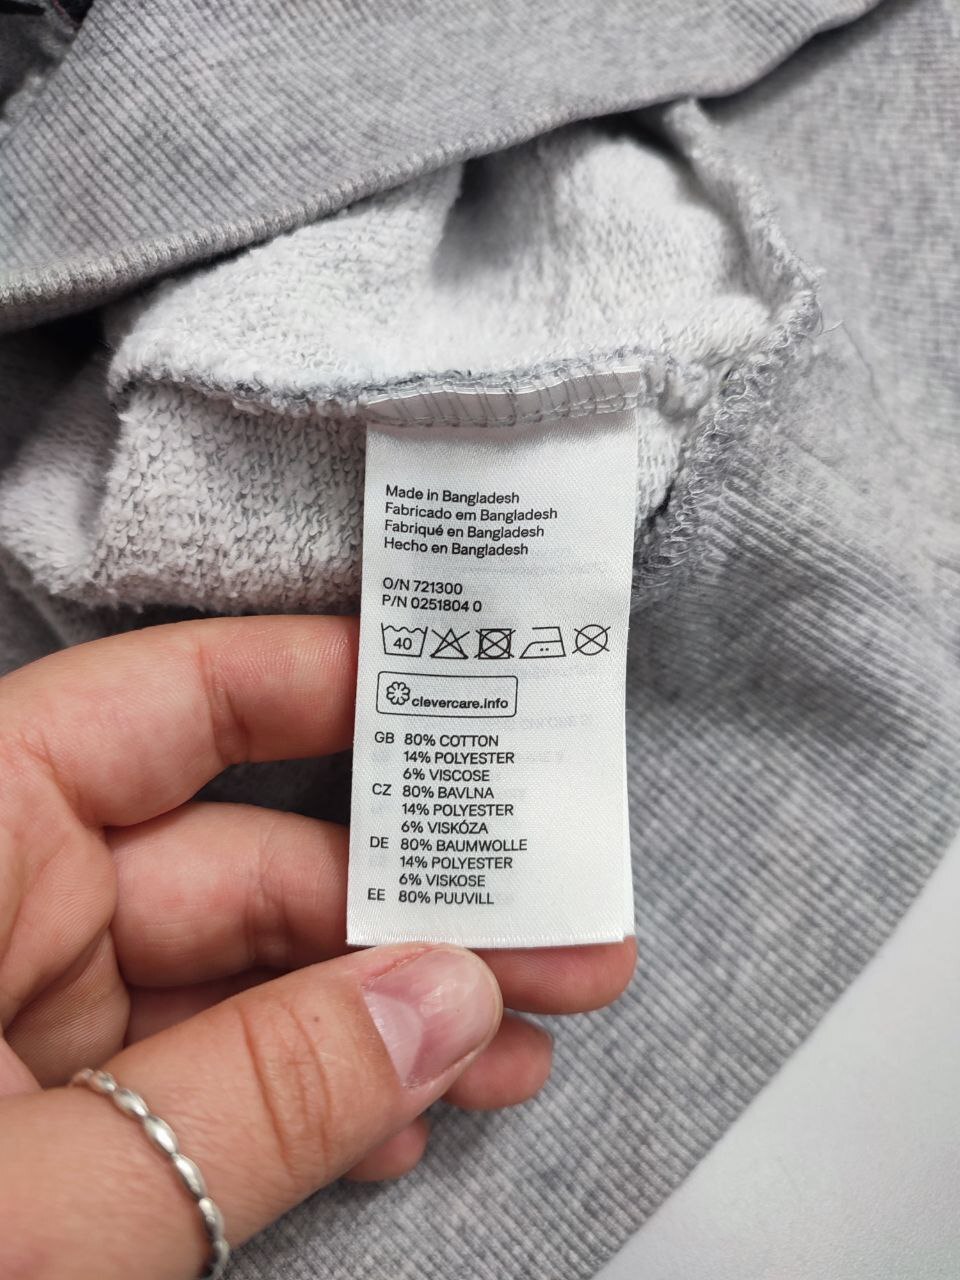 Made in Bangladesh
Fabricado em Bangladesh
Fabriqué en Bangladesh
Hecho en Bangladesh
O/N 721300
P/N 0251804 0
40
clevercare.info
GB 80% COTTON
14% POLYESTER
6% VISCOSE
CZ 80% BAVLNA
14% POLYESTER
6% VISKÓZA
DE 80% BAUMWOLLE
14% POLYESTER
6% VISKOSE
EE 80% PUUVILL